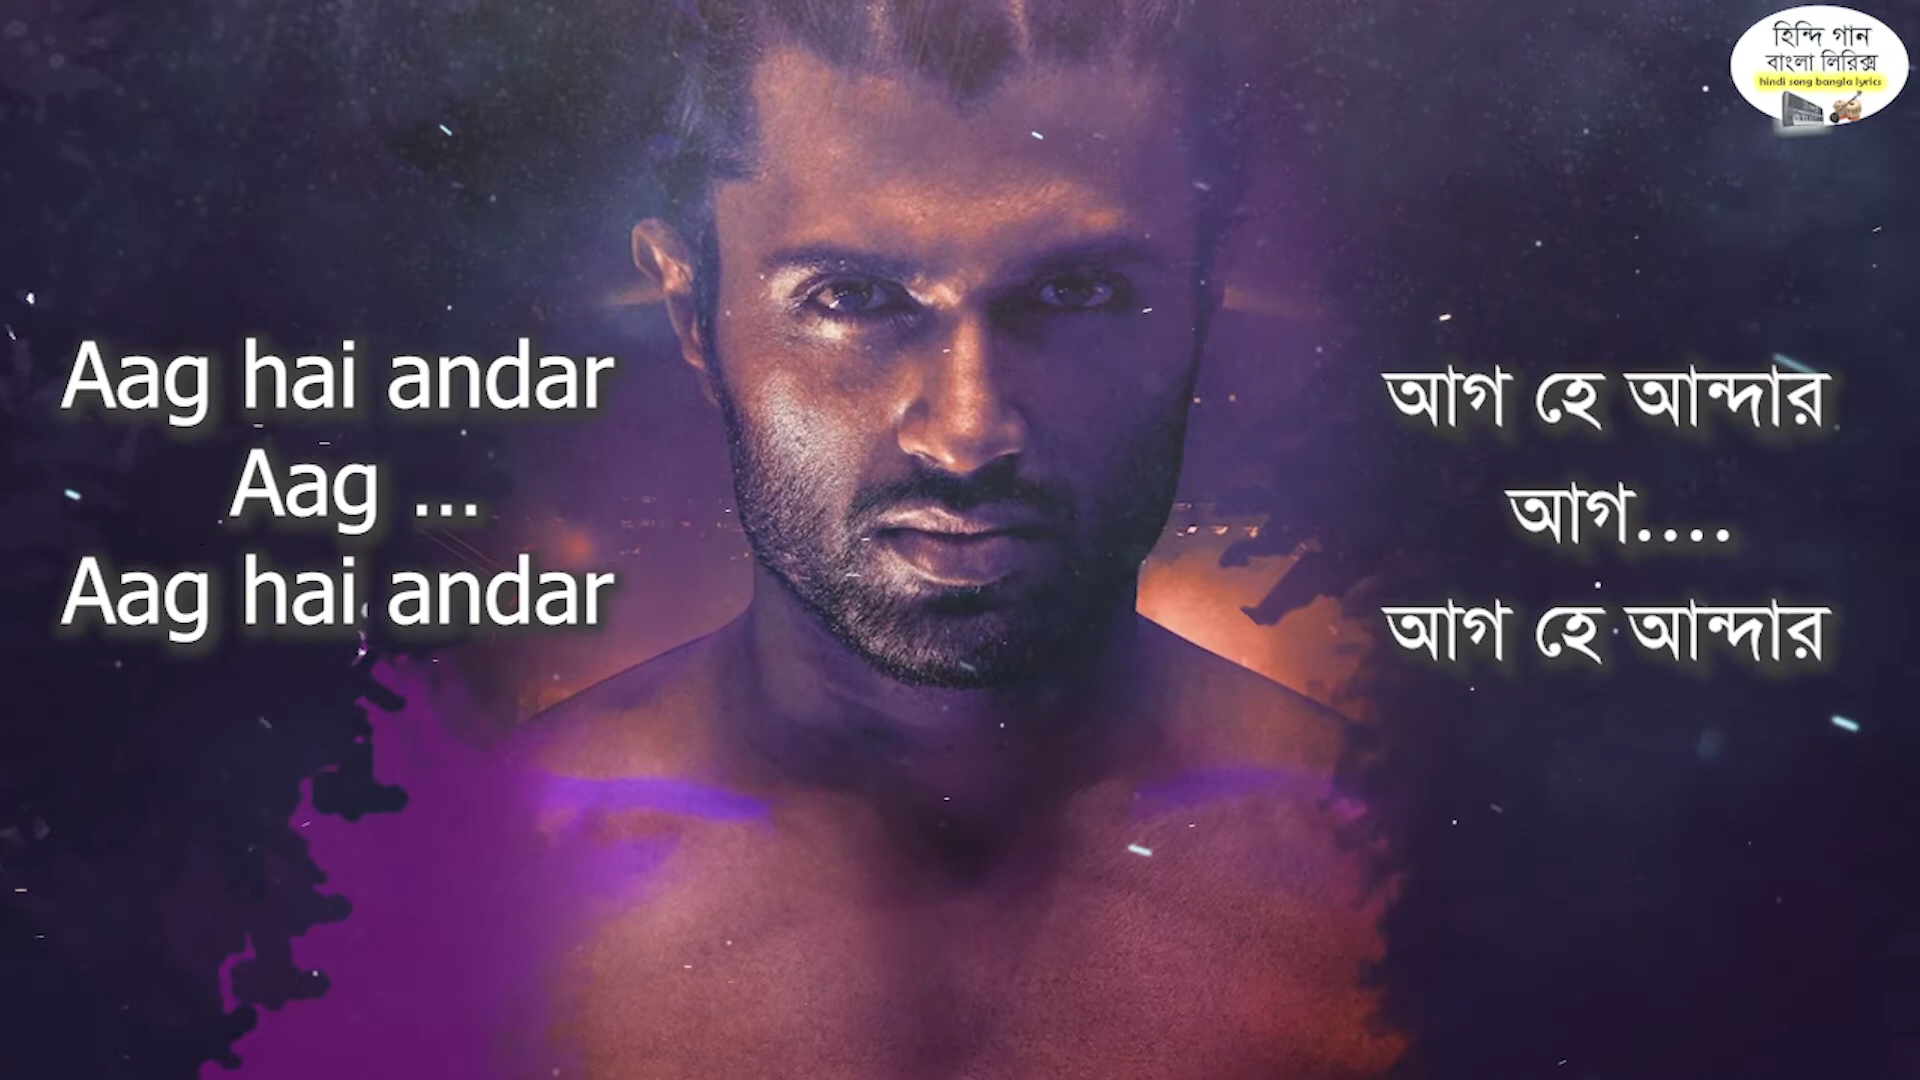 হিন্দি গান
বাংলা লিরিক্স
hindi song bangla lyrics
Aag hai andar
Aag ...
Aag hai andar
আগ হে আন্দার
আগ....
আগ হে আন্দার